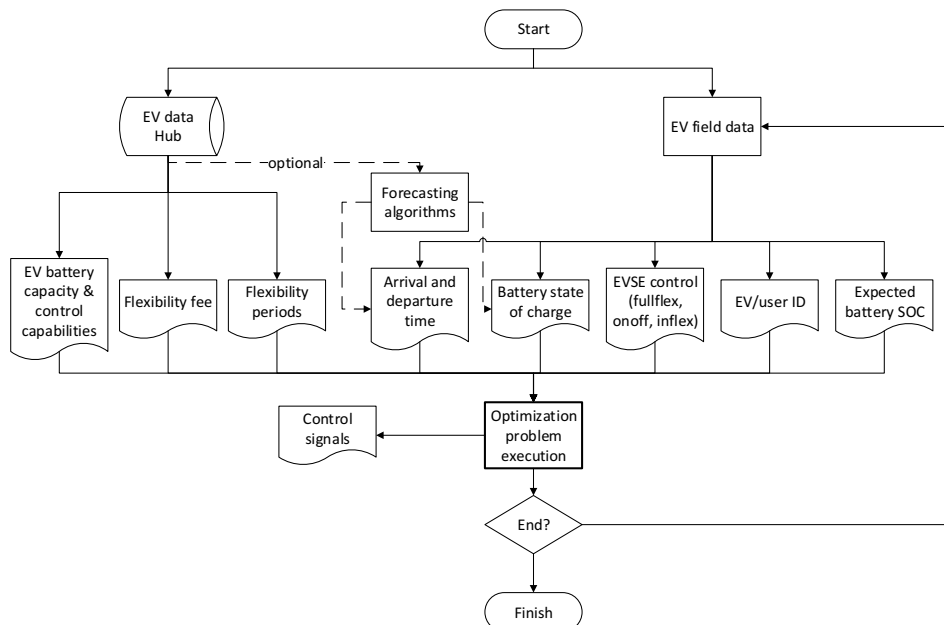 Start
EV data
Hub
EV field data
optional
Forecasting
algorithms
EV battery
capacity &
control
capabilities
Flexibility fee
Flexibility
periods
Arrival and
departure
time
Battery state
of charge
EVSE control
(fullflex,
onoff, inflex)
EV/user ID
Expected
battery SOC
Optimization
problem
execution
Control
signals
End?
Finish